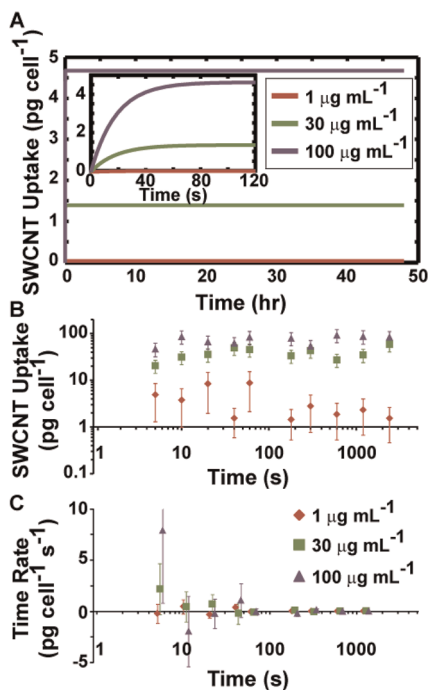 A
SWCNT Uptake (pg cell⁻¹)
5
4
3
2
1
0
0
10
20
30
40
50
Time (hr)
4
2
0
0
40
80
120
Time (s)
1 µg mL⁻¹
30 µg mL⁻¹
100 µg mL⁻¹
B
SWCNT Uptake
(pg cell⁻¹)
100
10
1
0.1
1
10
100
1000
Time (s)
C
Time Rate
(pg cell⁻¹ s⁻¹)
10
5
0
-5
1
10
100
1000
Time (s)
1 µg mL⁻¹
30 µg mL⁻¹
100 µg mL⁻¹